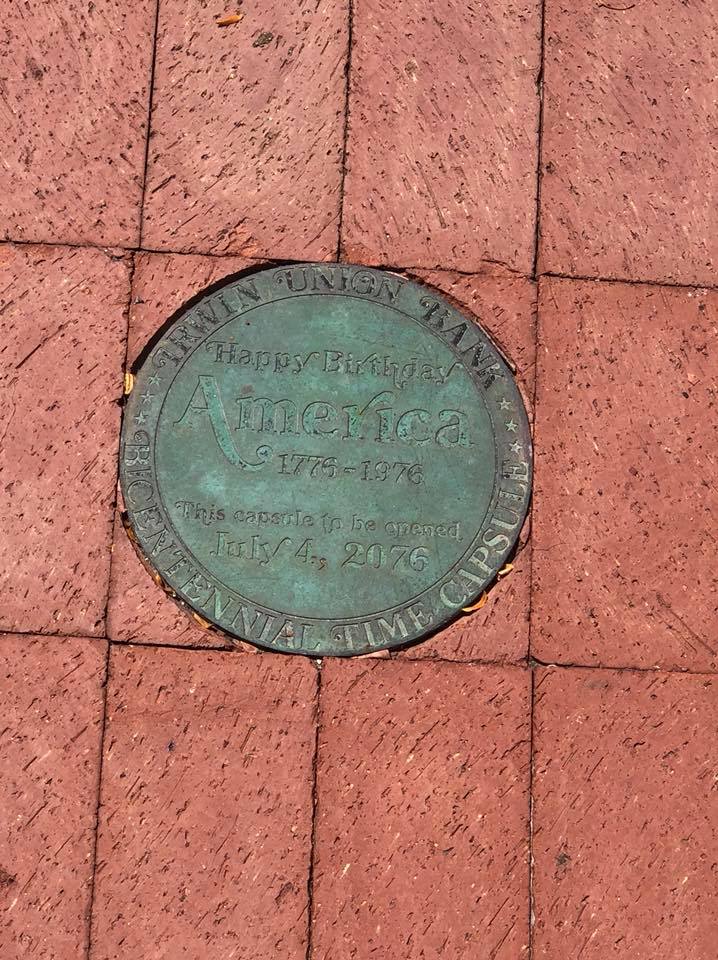 IRWIN UNION BANK
Happy Birthday
America
1776-1976
This capsule to be opened
July 4, 2076
BICENTENNIAL TIME CAPSULE